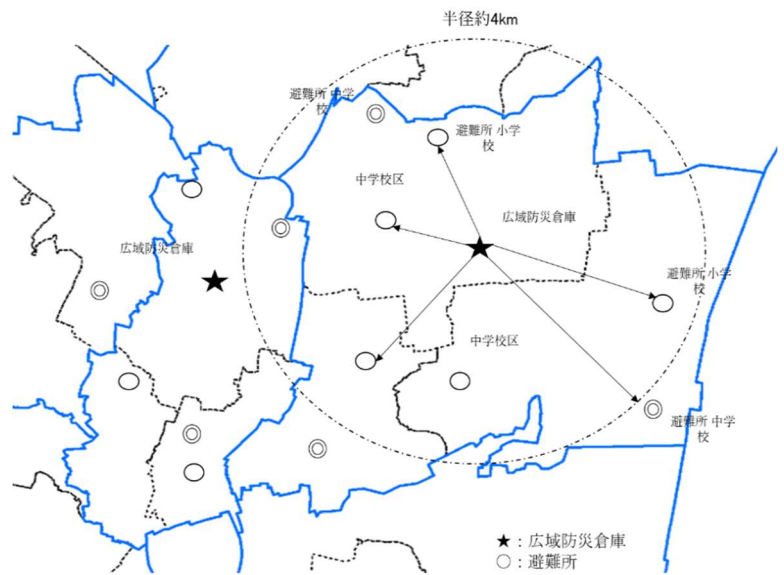 半径約4km
避難所 中学
校
避難所 小学
校
中学校区
広域防災倉庫
広域防災倉庫
避難所 小学
校
中学校区
避難所 中学
校
★：広域防災倉庫
○：避難所